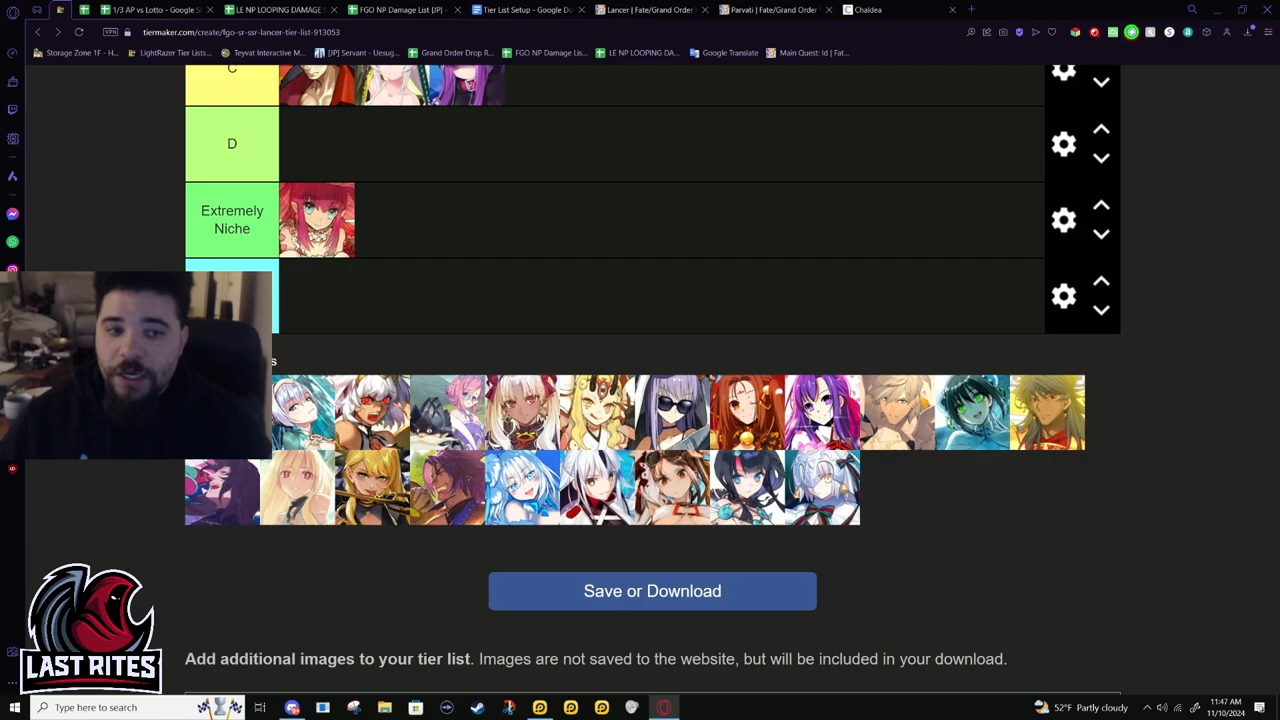 1/3 AP vs Lotto - Google S
LE NP LOOPING DAMAGE
FGO NP Damage List [JP] -
Tier List Setup - Google Do
Lancer | Fate/Grand Order
Parvati | Fate/Grand Order
Chaldea
VPN
tiermaker.com/create/fgo-sr-ssr-lancer-tier-list-913053
Storage Zone 1F - H...
LightRazer Tier Lists...
Teyvat Interactive M...
[JP] Servant - Uesug...
Grand Order Drop R...
FGO NP Damage Lis...
LE NP LOOPING DA...
Google Translate
Main Quest: Id | Fat...
C
D
Extremely
Niche
s
Save or Download
Add additional images to your tier list. Images are not saved to the website, but will be included in your download.
LAST RITES
Type here to search
52°F Partly cloudy
11:47 AM
11/10/2024